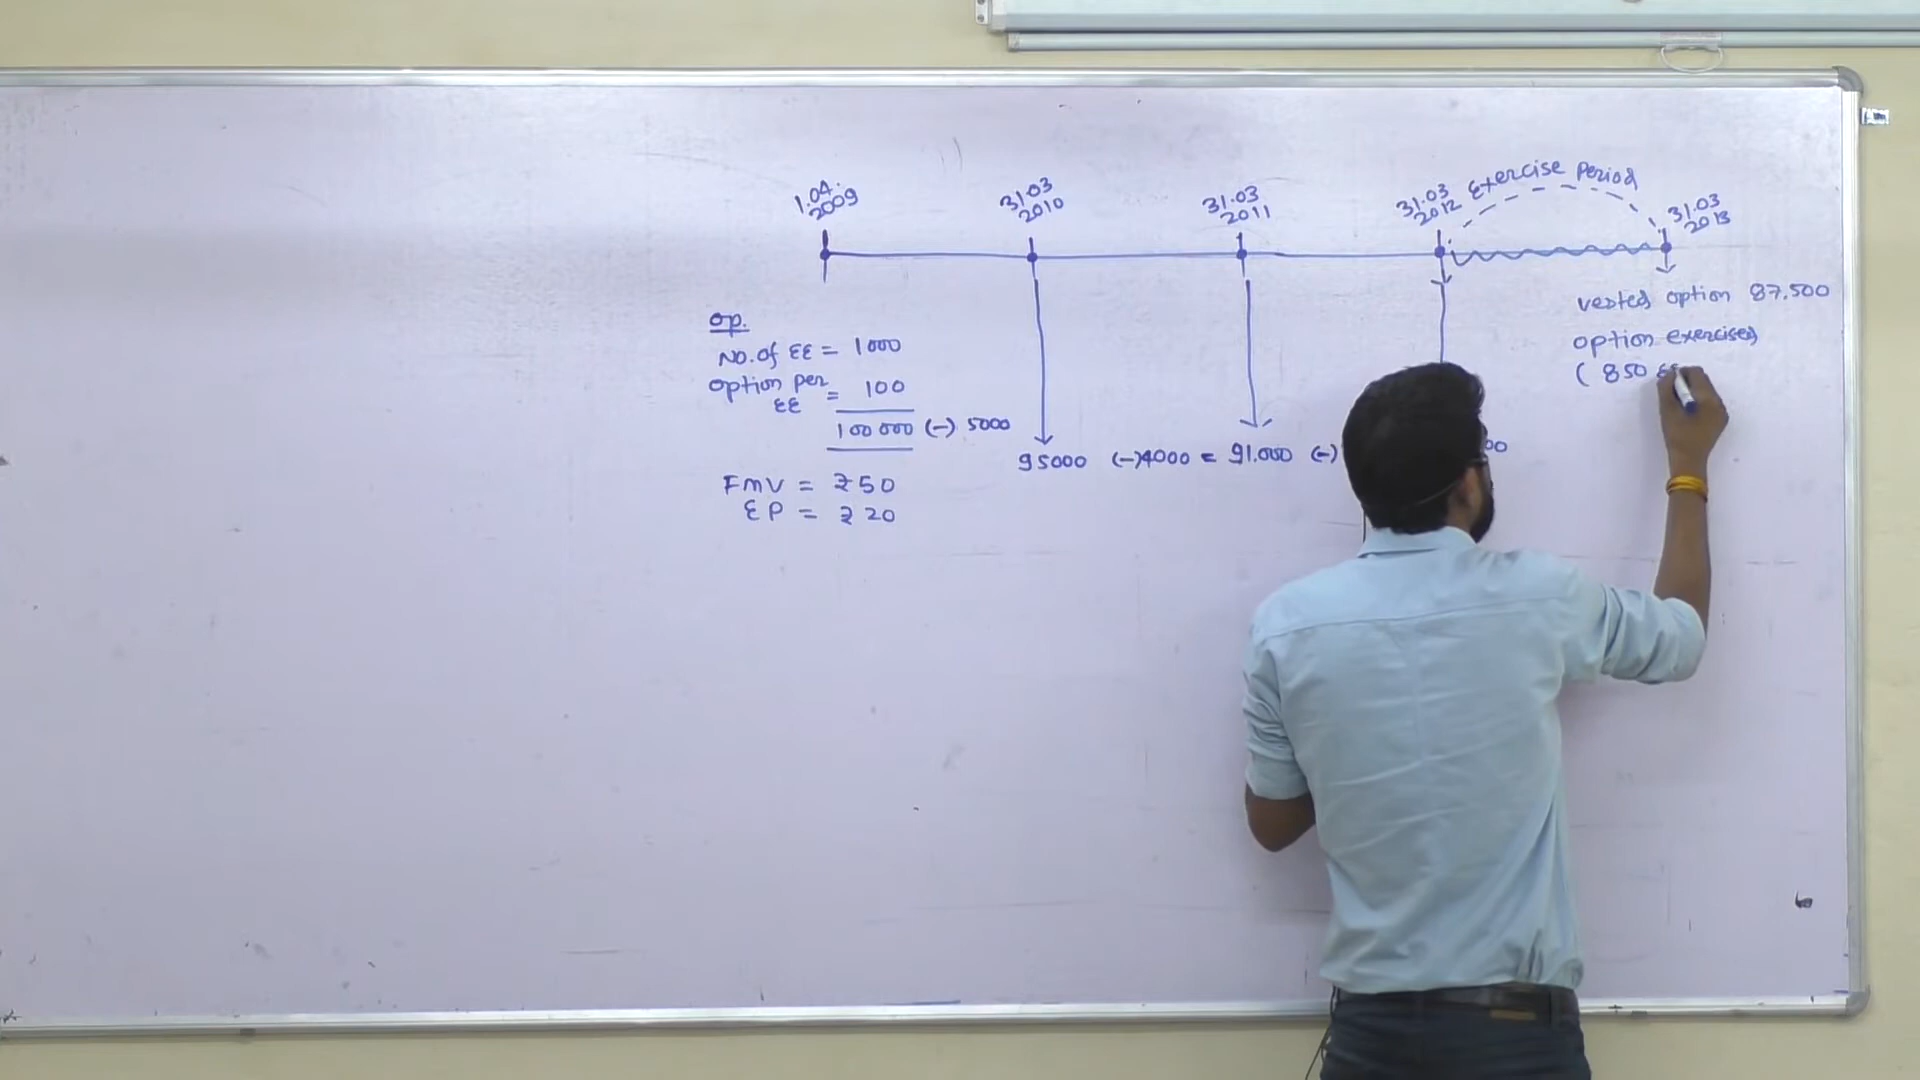 1.04.
2009
31.03
2010
31.03
2011
31.03
2012
Exercise Period
31.03
2013
OP.
No. of EE = 1000
option per
EE = 100
100000 (-) 5000
FMV = ₹50
EP = ₹20
95000 (-)4000 = 91.000 (-)
vested option 87.500
option exercised
( 850